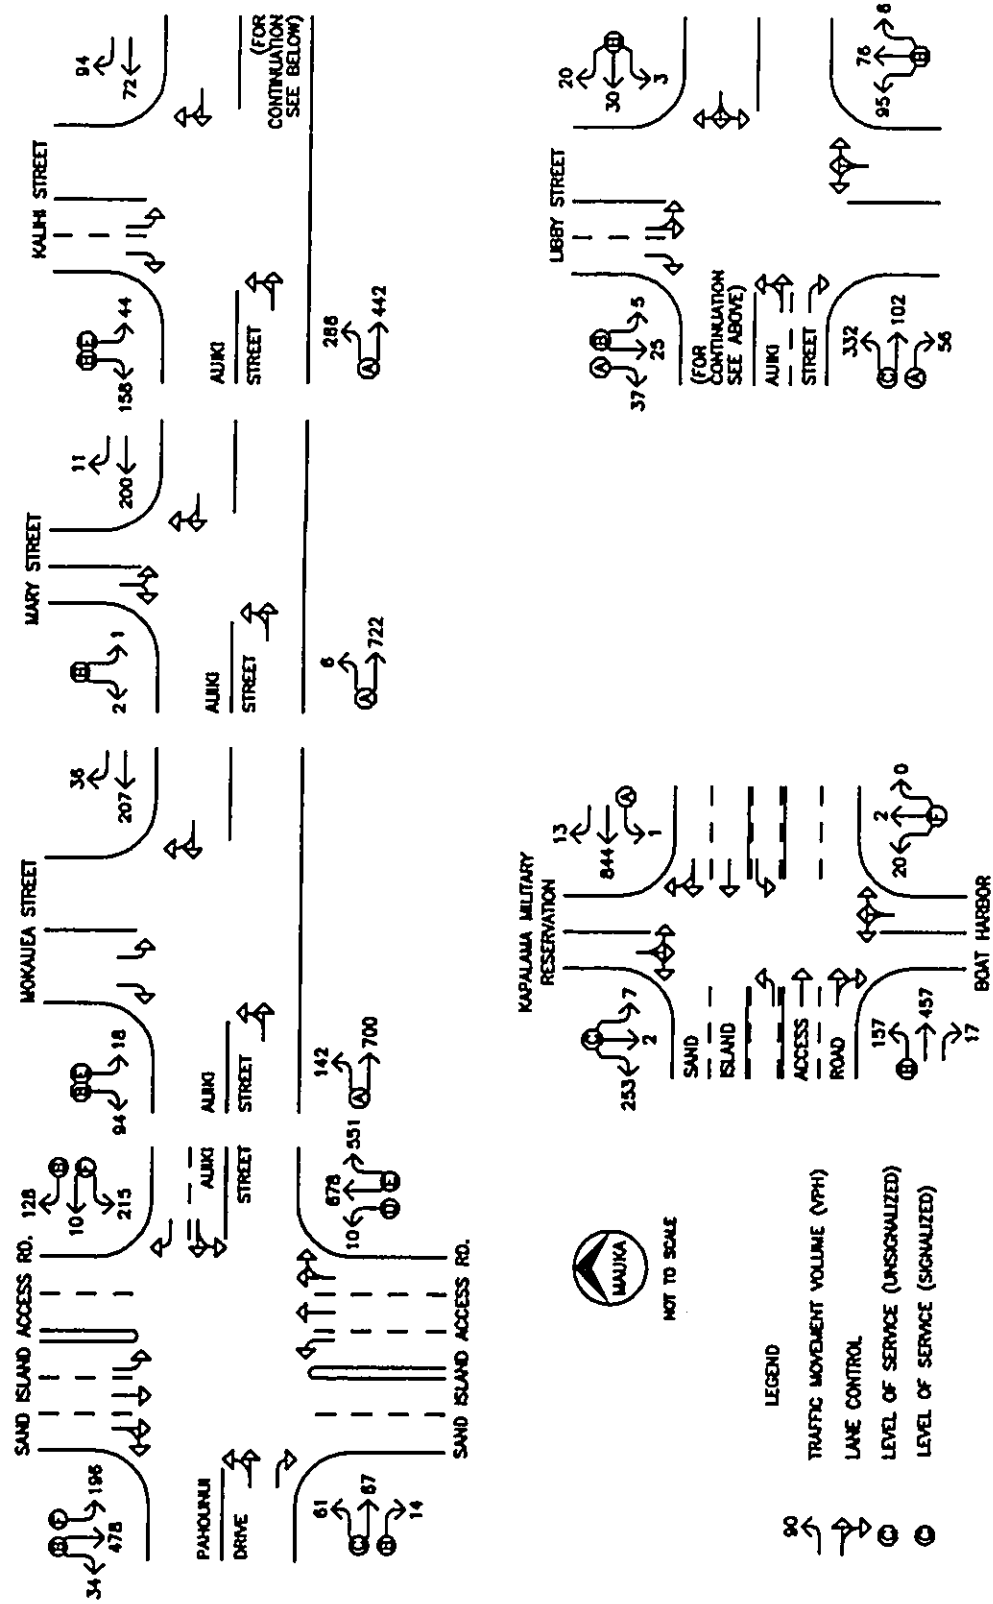 SAND ISLAND ACCESS RD.
34
478
196
128
10
215
PAHOUNUI
DRIVE
AUIKI
STREET
61
67
14
10
678
551
SAND ISLAND ACCESS RD.
MOKAUEA STREET
94
18
36
207
AUIKI
STREET
142
700
MARY STREET
2
1
11
200
AUIKI
STREET
6
722
KALIHI STREET
158
44
94
72
AUIKI
STREET
(FOR
CONTINUATION
SEE BELOW)
442
KAPALAMA MILITARY
RESERVATION
253
2
7
13
844
1
SAND
ISLAND
ACCESS
ROAD
157
457
17
20
2
0
BOAT HARBOR
LIBBY STREET
37
25
5
20
30
3
(FOR
CONTINUATION
SEE ABOVE)
AUIKI
STREET
332
102
56
95
76
MAUKA
NOT TO SCALE
LEGEND
90
TRAFFIC MOVEMENT VOLUME (VPH)
LANE CONTROL
C
LEVEL OF SERVICE (UNSIGNALIZED)
C
LEVEL OF SERVICE (SIGNALIZED)